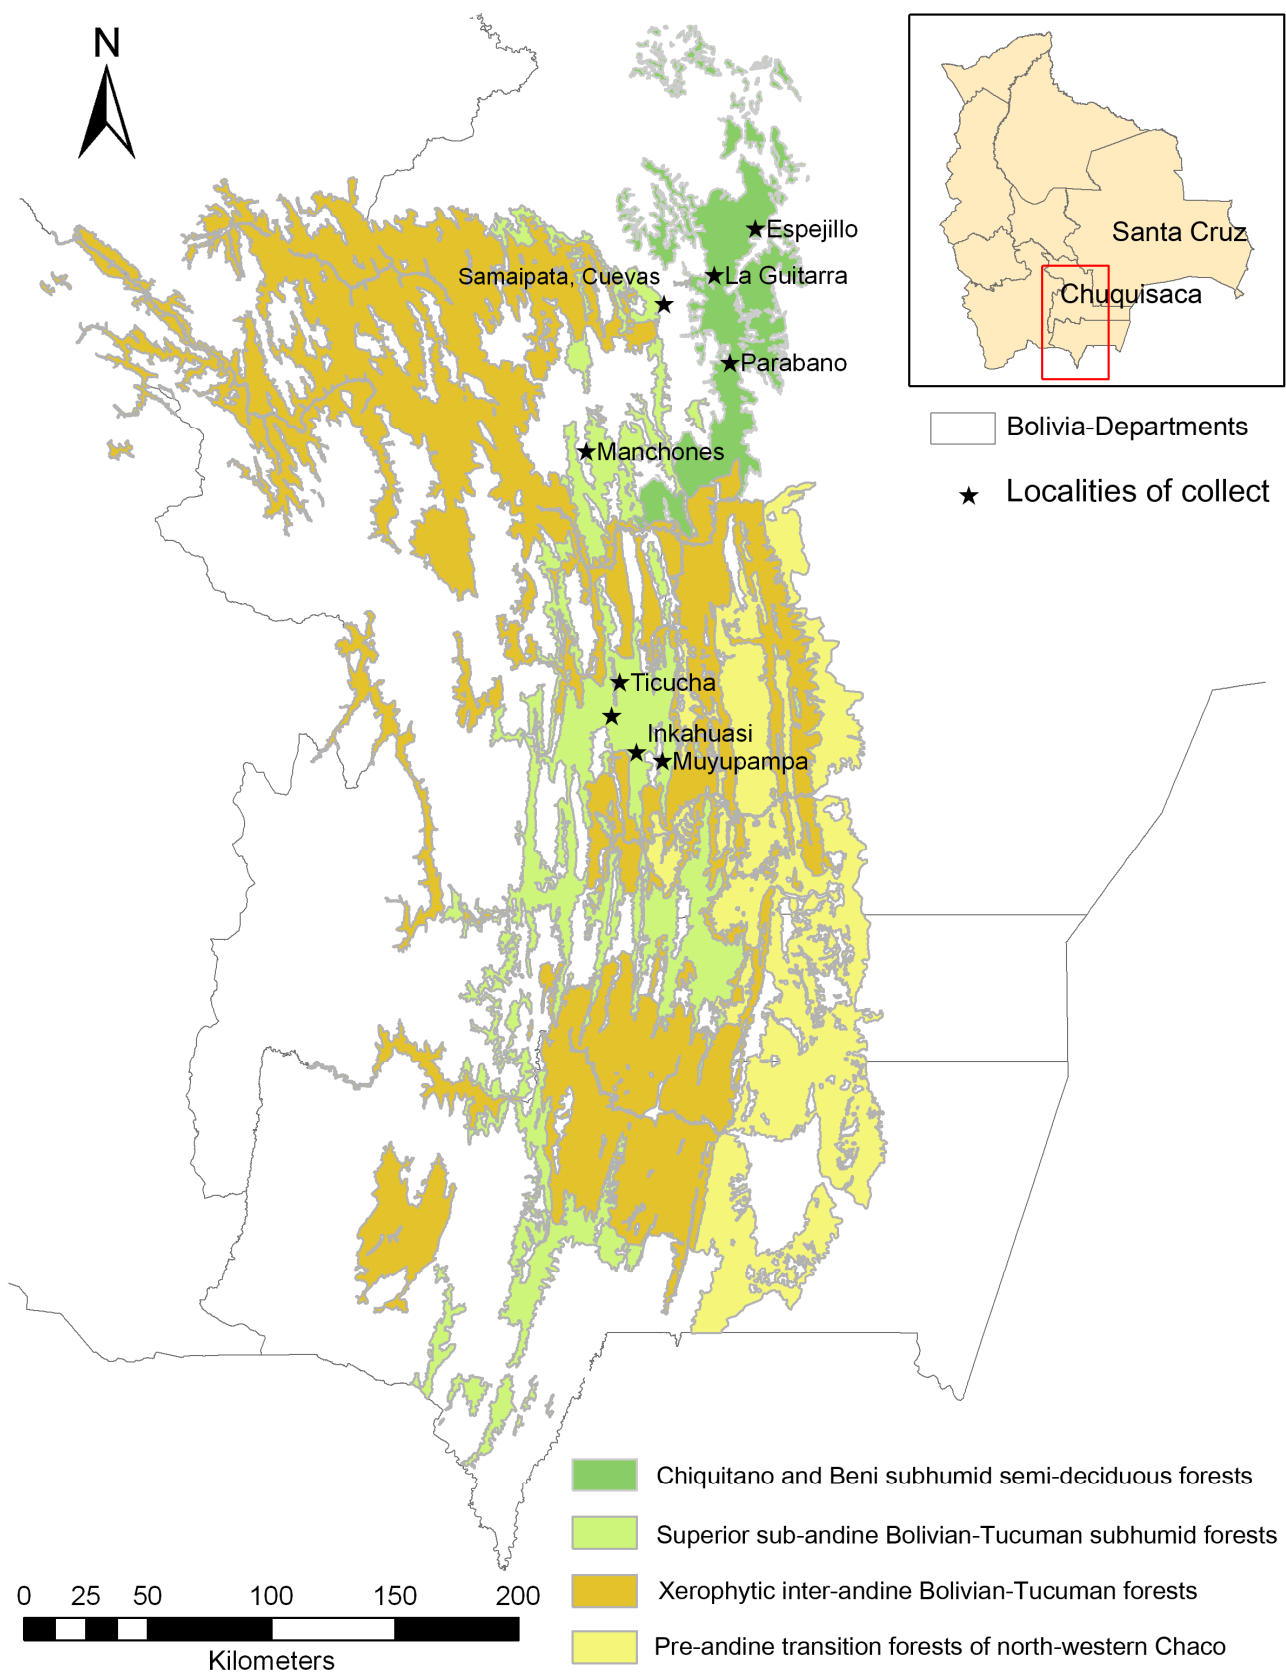 N
Espejillo
Samaipata, Cuevas
La Guitarra
Parabano
Manchones
Ticucha
Inkahuasi
Muyupampa
Santa Cruz
Chuquisaca
Bolivia-Departments
Localities of collect
Chiquitano and Beni subhumid semi-deciduous forests
Superior sub-andine Bolivian-Tucuman subhumid forests
Xerophytic inter-andine Bolivian-Tucuman forests
Pre-andine transition forests of north-western Chaco
0 25 50 100 150 200
Kilometers